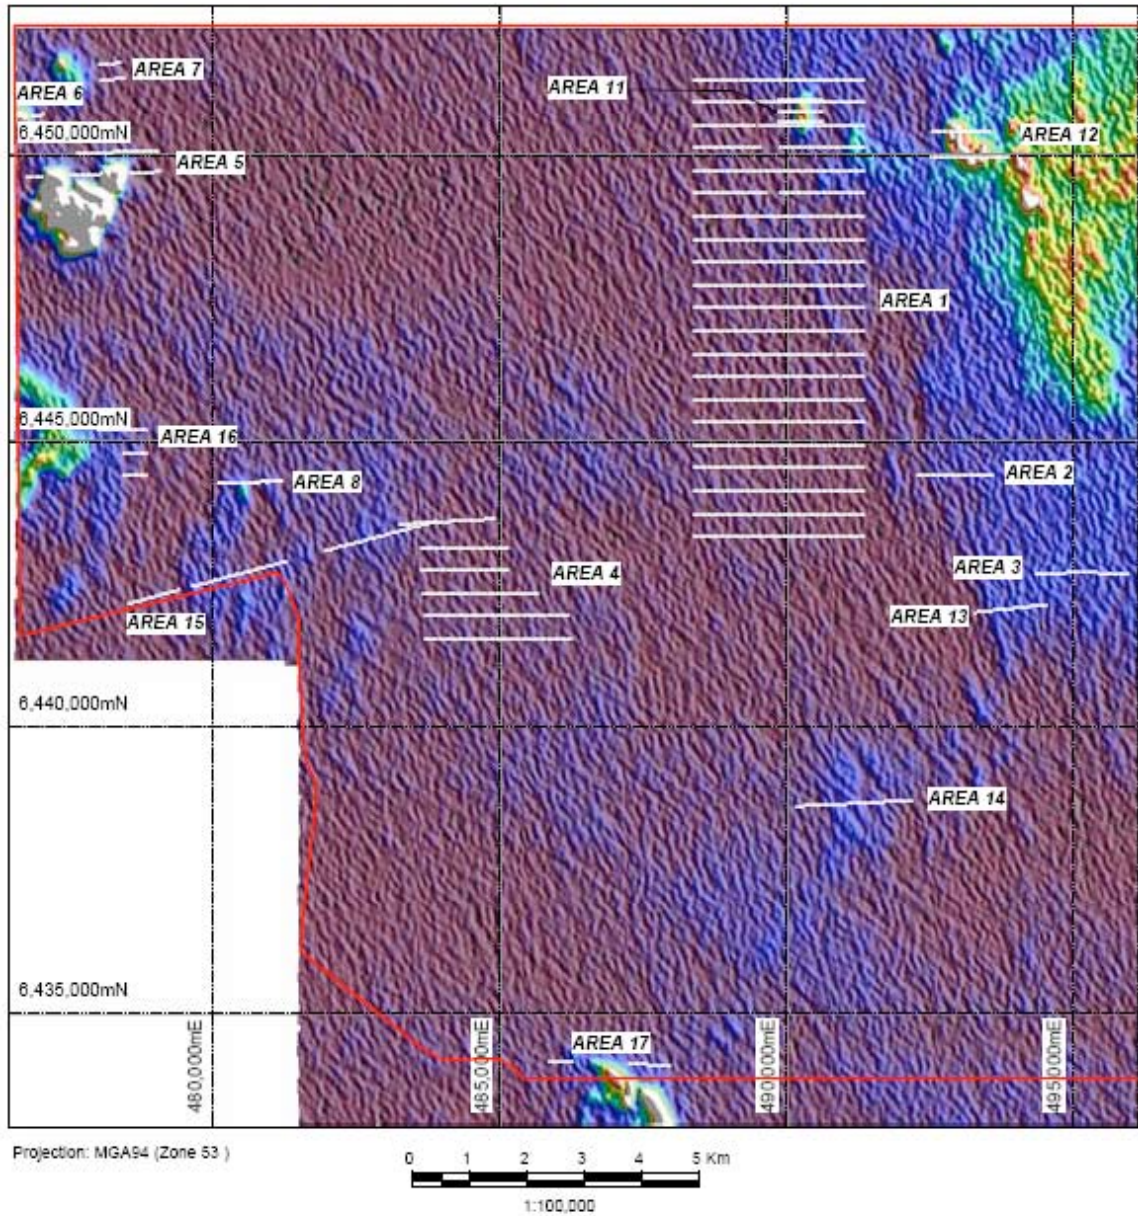 AREA 7
AREA 11
AREA 6
6,450,000mN
AREA 12
AREA 5
AREA 1
6,445,000mN
AREA 16
AREA 8
AREA 2
AREA 3
AREA 4
AREA 13
AREA 15
6,440,000mN
AREA 14
6,435,000mN
480,000mE
485,000mE
490,000mE
495,000mE
AREA 17
Projection: MGA94 (Zone 53 )
0 1 2 3 4 5 Km
1:100,000